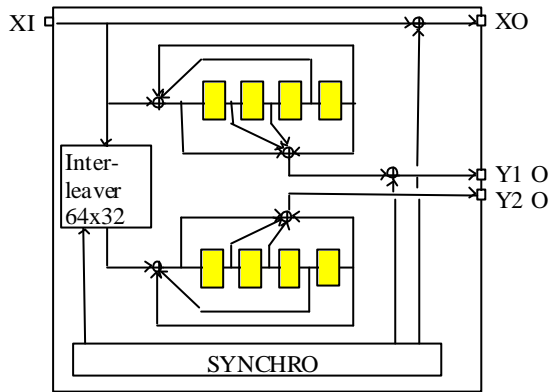 XI
XO
Inter-
leaver
64x32
Y1 O
Y2 O
SYNCHRO